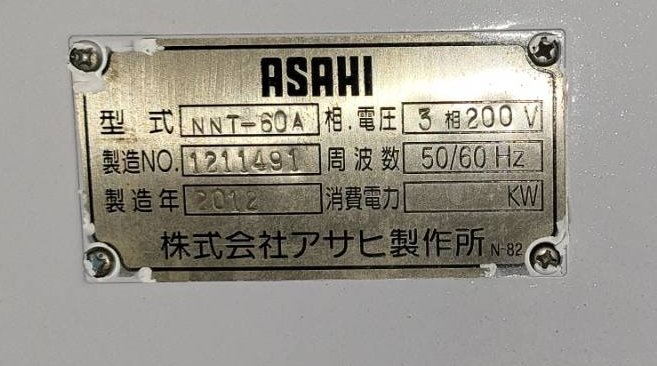 ASAHI
型式 NNT-60A 相.電圧 3相200V
製造NO. 1211491 周波数 50/60 Hz
製造年 2012 消費電力 KW
株式会社アサヒ製作所 N-82